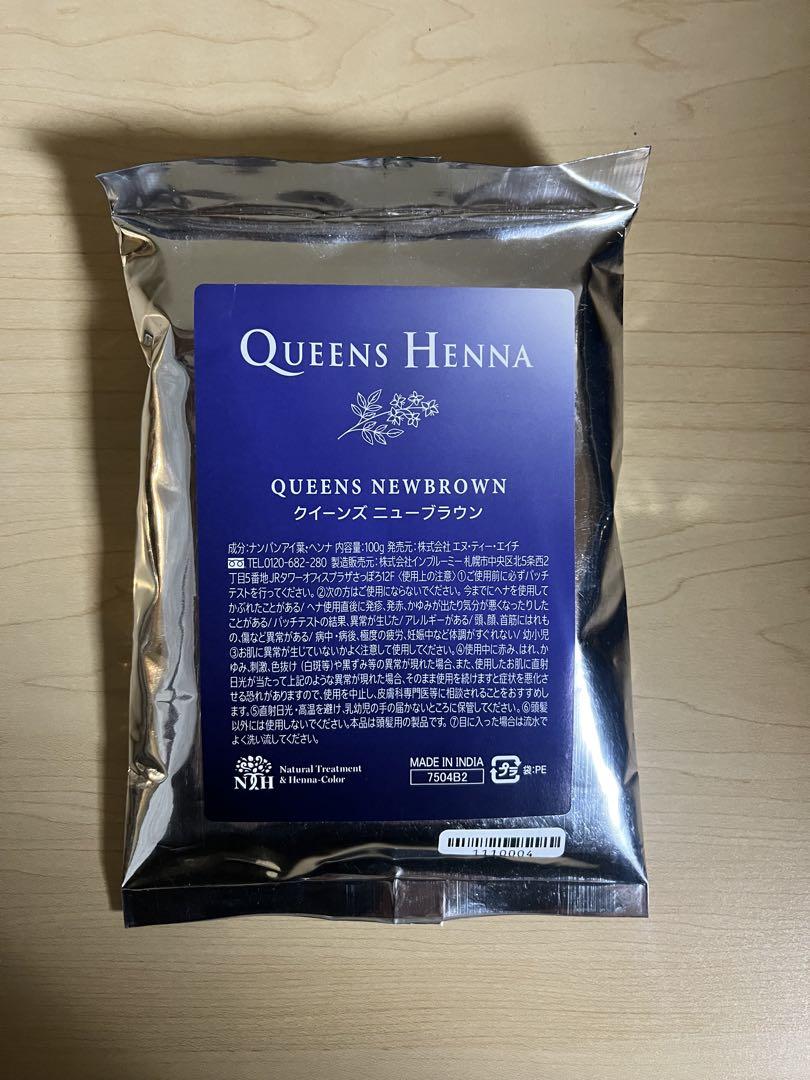 QUEENS HENNA
QUEENS NEWBROWN
クイーンズ ニューブラウン
成分：ナンバンアイ葉・ヘンナ 内容量：100g 発売元：株式会社 エヌ・ティー・エイチ
TEL.0120-682-280 製造販売元：株式会社インブルーミー 札幌市中央区北5条西2
丁目5番地 JRタワーオフィスプラザさっぽろ12F 〈使用上の注意〉①ご使用前に必ずパッチ
テストを行ってください。②次の方はご使用にならないでください。今までにヘナを使用して
かぶれたことがある/ ヘナ使用直後に発疹、発赤、かゆみが出たり気分が悪くなったりした
ことがある/ パッチテストの結果、異常が生じた/ アレルギーがある/ 頭、顔、首筋にはれも
の、傷など異常がある/ 病中・病後、極度の疲労、妊娠中など体調がすぐれない/ 幼小児
③お肌に異常が生じていないかよく注意して使用してください。④使用中に赤み、はれ、か
ゆみ、刺激、色抜け（白斑等）や黒ずみ等の異常が現れた場合、また、使用したお肌に直射
日光が当たって上記のような異常が現れた場合、そのまま使用を続けますと症状を悪化さ
せる恐れがありますので、使用を中止し、皮膚科専門医等に相談されることをおすすめし
ます。⑤直射日光・高温を避け、乳幼児の手の届かないところに保管してください。⑥頭髪
以外には使用しないでください。本品は頭髪用の製品です。⑦目に入った場合は流水で
よく洗い流してください。
NTH Natural Treatment
& Henna-Color
MADE IN INDIA
7504B2
プラ 袋：PE
1110004